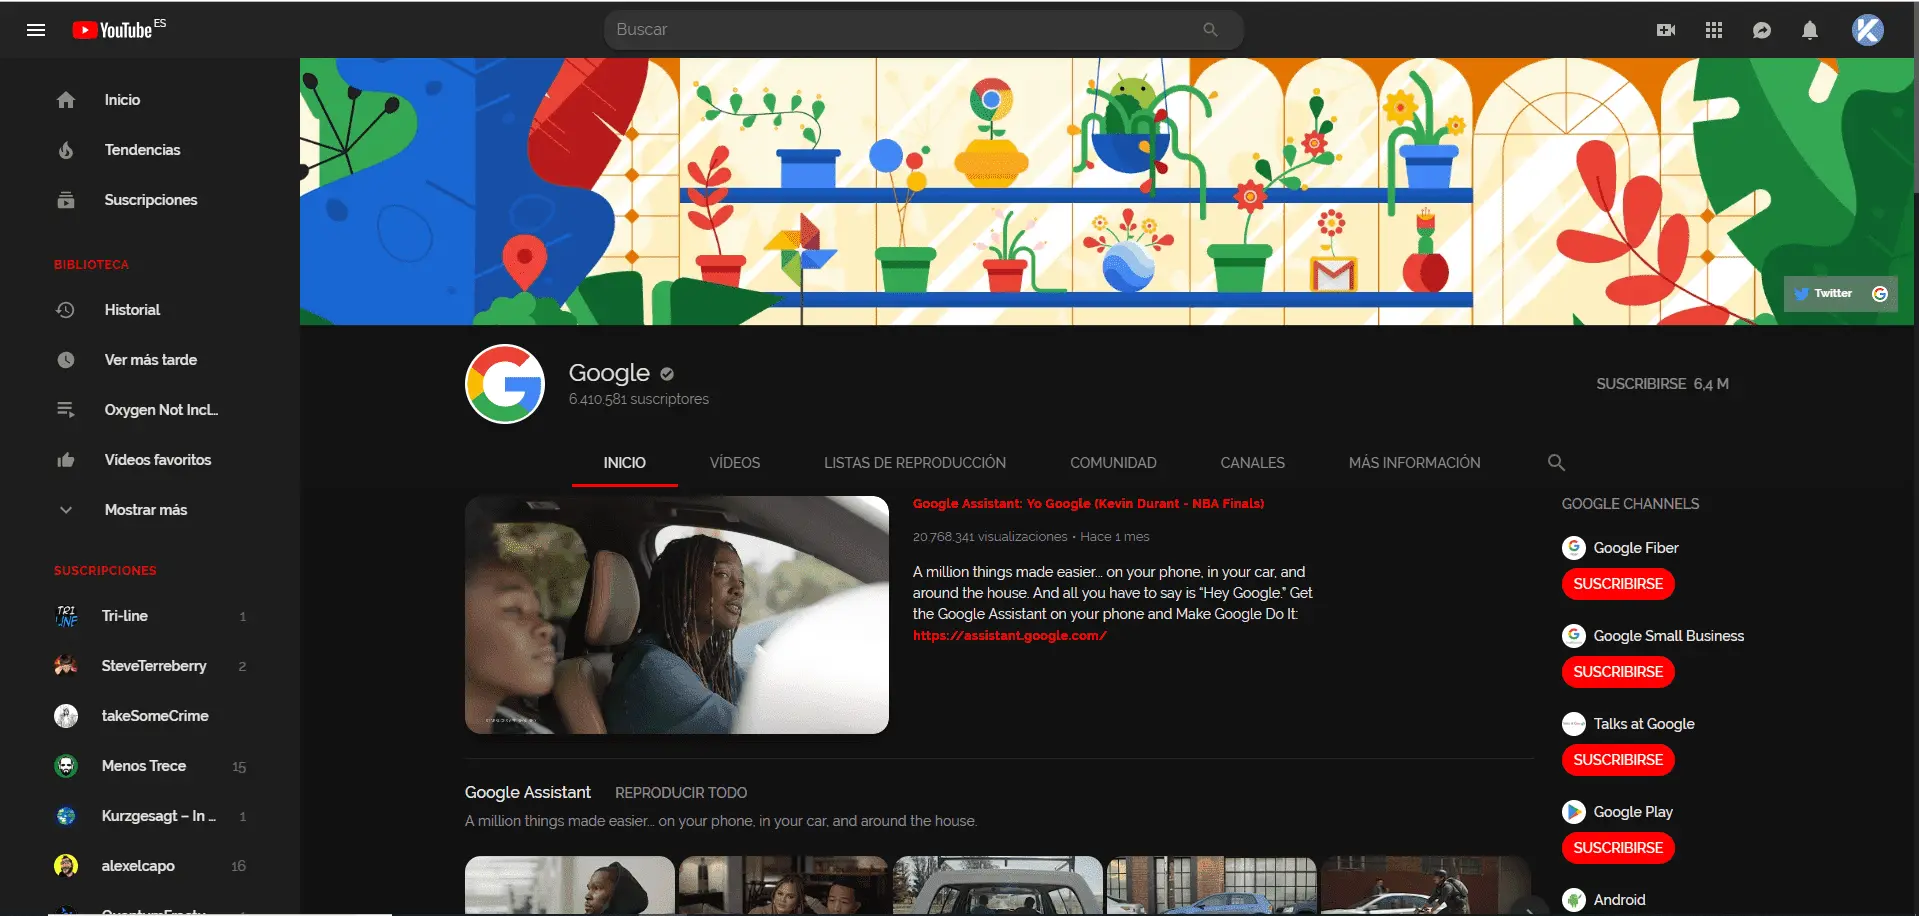 YouTube ES
Buscar
Inicio
Tendencias
Suscripciones
BIBLIOTECA
Historial
Ver más tarde
Oxygen Not Incl...
Vídeos favoritos
Mostrar más
SUSCRIPCIONES
Tri-line 1
SteveTerreberry 2
takeSomeCrime
Menos Trece 15
Kurzgesagt – In ... 1
alexelcapo 16
Twitter
Google
6.410.581 suscriptores
SUSCRIBIRSE 6,4 M
INICIO
VÍDEOS
LISTAS DE REPRODUCCIÓN
COMUNIDAD
CANALES
MÁS INFORMACIÓN
Google Assistant: Yo Google (Kevin Durant - NBA Finals)
20.768.341 visualizaciones • Hace 1 mes
A million things made easier... on your phone, in your car, and
around the house. And all you have to say is “Hey Google.” Get
the Google Assistant on your phone and Make Google Do It:
https://assistant.google.com/
Google Assistant REPRODUCIR TODO
A million things made easier... on your phone, in your car, and around the house.
GOOGLE CHANNELS
Google Fiber
SUSCRIBIRSE
Google Small Business
SUSCRIBIRSE
Talks at Google
SUSCRIBIRSE
Google Play
SUSCRIBIRSE
Android